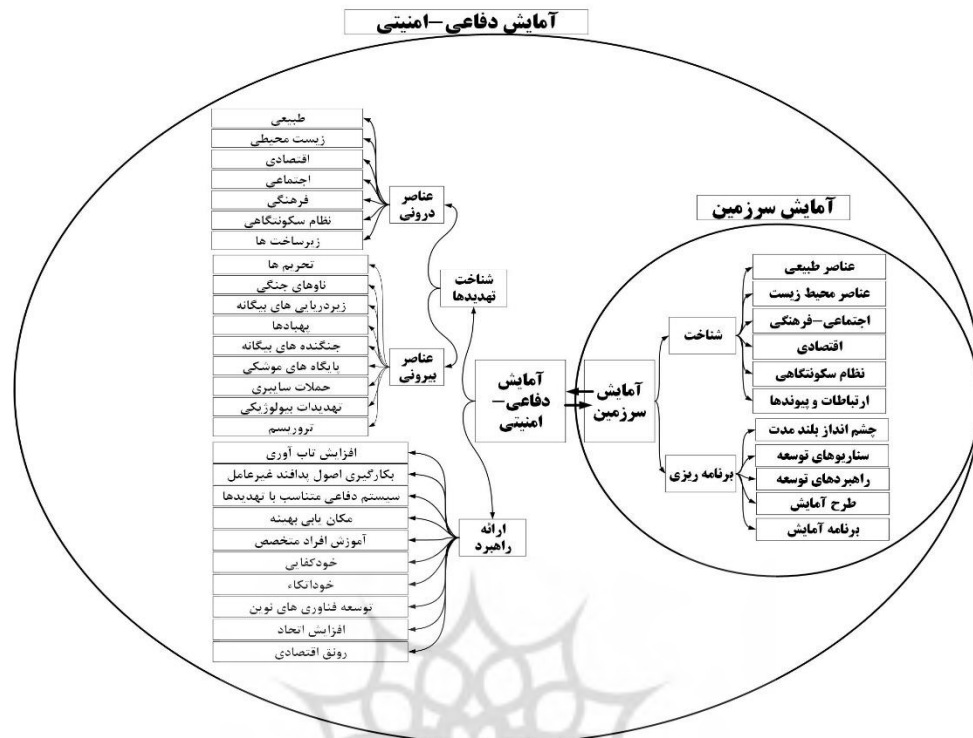 آمایش دفاعی-امنیتی
آمایش سرزمین
عناصر طبیعی
عناصر محیط زیست
اجتماعی-فرهنگی
اقتصادی
نظام سکونتگاهی
ارتباطات و پیوندها
شناخت
چشم انداز بلند مدت
سناریوهای توسعه
راهبردهای توسعه
طرح آمایش
برنامه آمایش
برنامه ریزی
آمایش
سرزمین
آمایش
دفاعی-
امنیتی
شناخت
تهدیدها
عناصر
درونی
طبیعی
زیست محیطی
اقتصادی
اجتماعی
فرهنگی
نظام سکونتگاهی
زیرساخت ها
عناصر
بیرونی
تحریم ها
ناوهای جنگی
زیردریایی های بیگانه
پهپادها
جنگنده های بیگانه
پایگاه های موشکی
حملات سایبری
تهدیدات بیولوژیکی
تروریسم
ارائه
راهبرد
افزایش تاب آوری
بکارگیری اصول پدافند غیرعامل
سیستم دفاعی متناسب با تهدیدها
مکان یابی بهینه
آموزش افراد متخصص
خودکفایی
خوداتکاء
توسعه فناوری های نوین
افزایش اتحاد
رونق اقتصادی